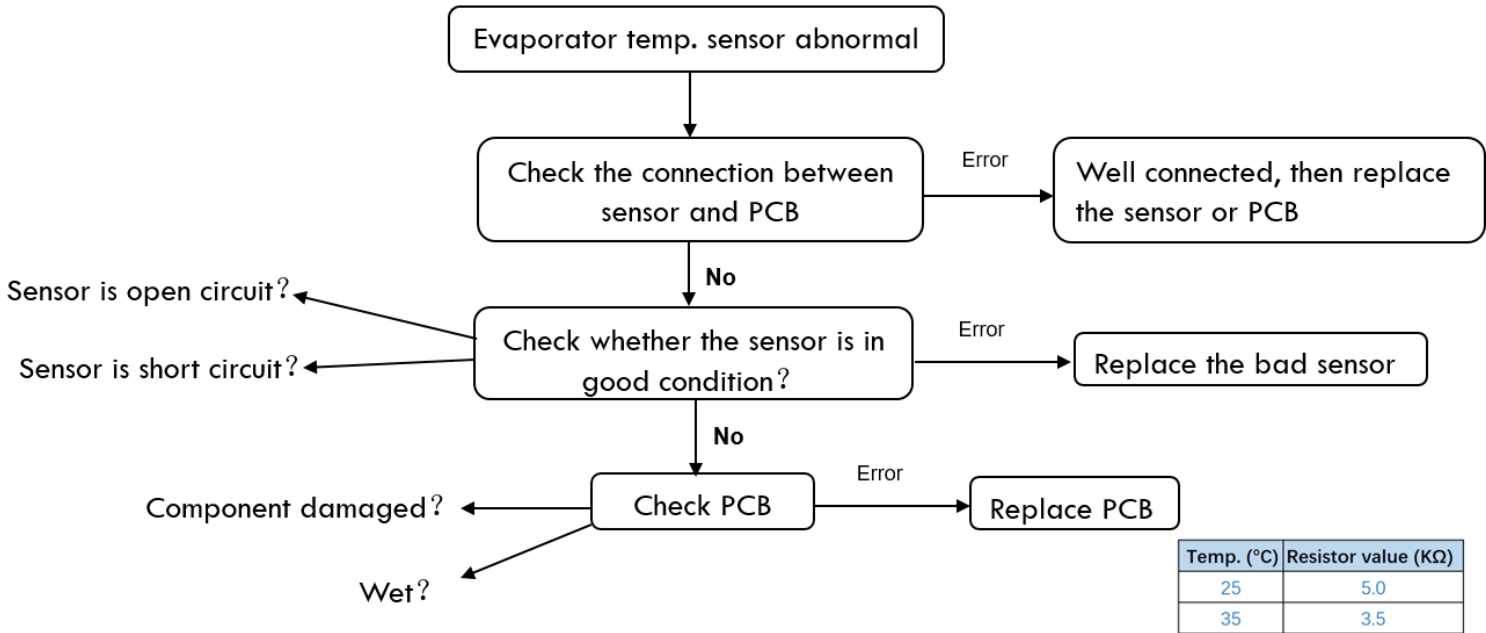 Evaporator temp. sensor abnormal
Check the connection between
sensor and PCB
Error
Well connected, then replace
the sensor or PCB
No
Sensor is open circuit？
Sensor is short circuit？
Check whether the sensor is in
good condition？
Error
Replace the bad sensor
No
Component damaged？
Wet？
Check PCB
Error
Replace PCB
Temp. (°C) Resistor value (KΩ)
25 5.0
35 3.5